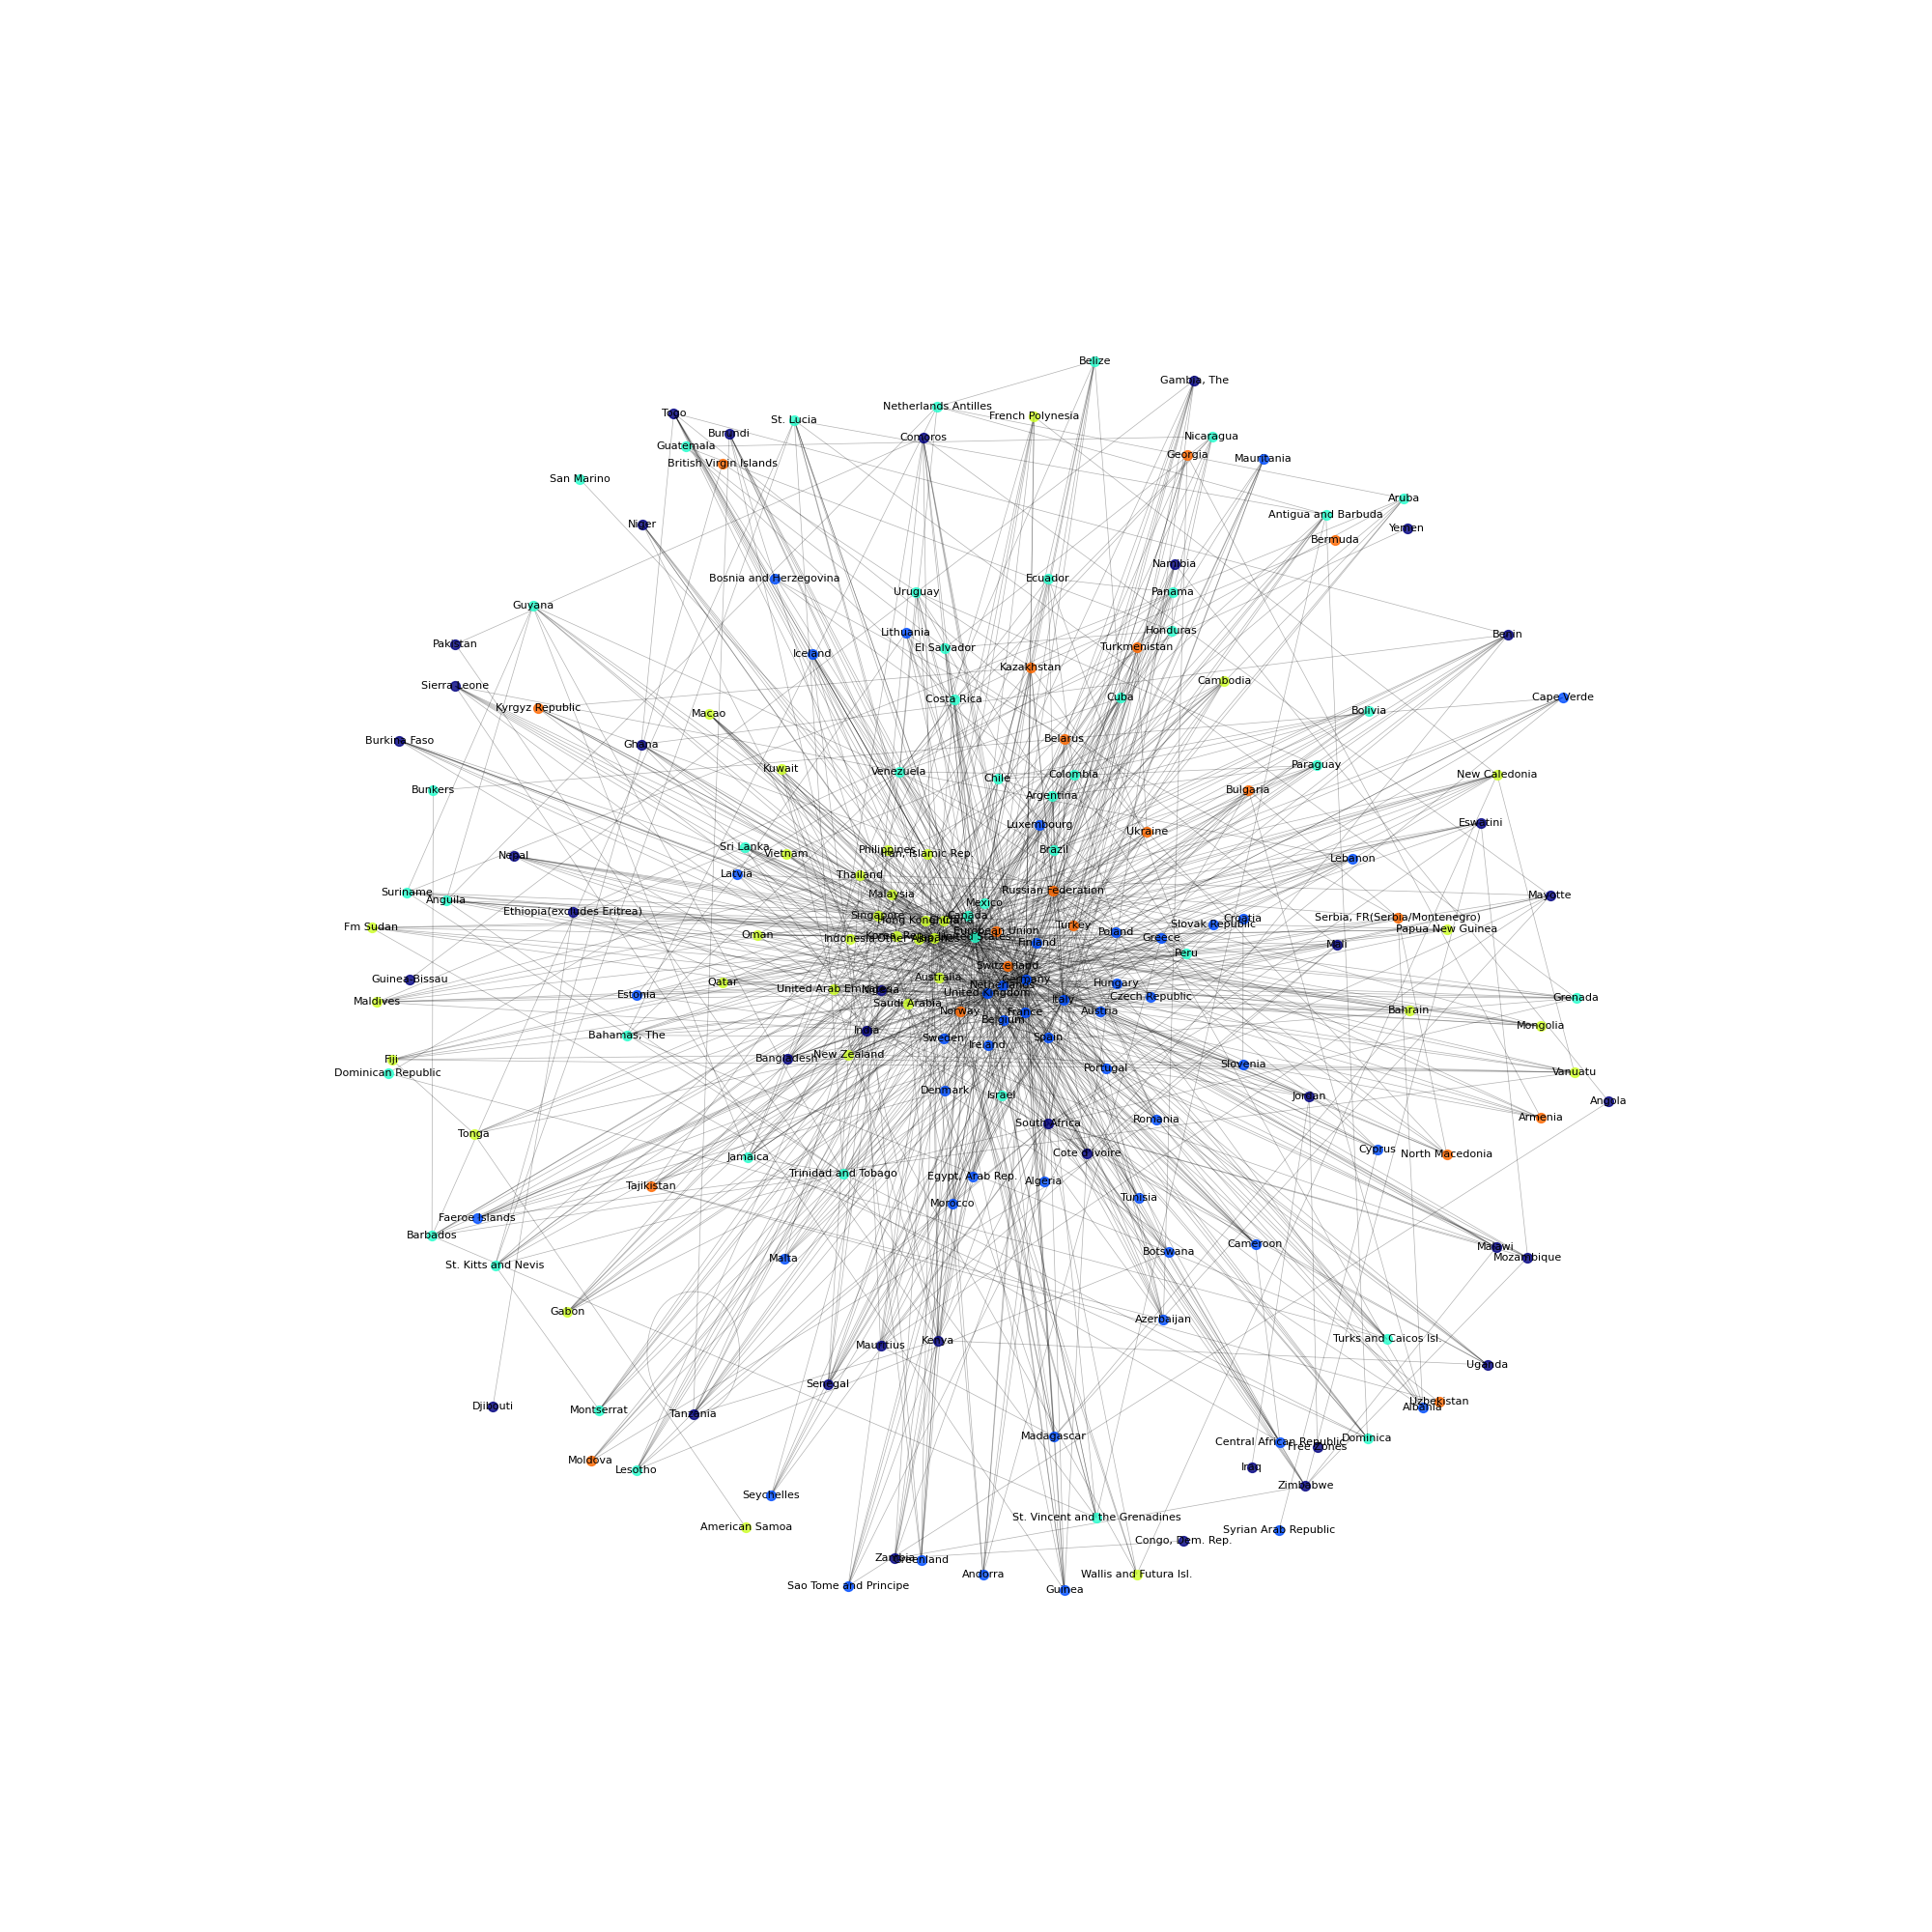 Belize
Gambia, The
Netherlands Antilles
Togo
French Polynesia
St. Lucia
Burundi
Comoros
Nicaragua
Guatemala
Georgia
Mauritania
British Virgin Islands
San Marino
Aruba
Antigua and Barbuda
Niger
Yemen
Bermuda
Namibia
Bosnia and Herzegovina
Ecuador
Uruguay
Panama
Guyana
Lithuania
Honduras
Benin
Pakistan
El Salvador
Turkmenistan
Iceland
Kazakhstan
Cambodia
Sierra Leone
Costa Rica
Cuba
Cape Verde
Kyrgyz Republic
Macao
Bolivia
Burkina Faso
Belarus
Ghana
Paraguay
Kuwait
Venezuela
Chile
Colombia
New Caledonia
Bunkers
Bulgaria
Argentina
Luxembourg
Eswatini
Ukraine
Sri Lanka
Philippines
Brazil
Vietnam
Iran, Islamic Rep.
Nepal
Lebanon
Latvia
Thailand
Suriname
Malaysia
Russian Federation
Mayotte
Anguila
Mexico
Ethiopia(excludes Eritrea)
Singapore
Canada
Croatia
Serbia, FR(Serbia/Montenegro)
Hong Kong
China
Fm Sudan
Turkey
Slovak Republic
Papua New Guinea
European Union
Poland
Oman
Indonesia
Other Asia
Korea, Rep.
Japan
United States
Greece
Finland
Mali
Peru
Switzerland
Guinea-Bissau
Australia
Germany
Qatar
Hungary
Netherlands
United Arab Emirates
Nigeria
United Kingdom
Estonia
Czech Republic
Grenada
Maldives
Saudi Arabia
Italy
Norway
France
Austria
Bahrain
Belgium
Mongolia
India
Bahamas, The
Sweden
Spain
Ireland
New Zealand
Bangladesh
Fiji
Slovenia
Portugal
Dominican Republic
Vanuatu
Denmark
Israel
Jordan
Angola
Armenia
Romania
South Africa
Tonga
Cyprus
Cote d'Ivoire
North Macedonia
Jamaica
Trinidad and Tobago
Egypt, Arab Rep.
Algeria
Tajikistan
Tunisia
Morocco
Faeroe Islands
Barbados
Cameroon
Malawi
Botswana
Malta
Mozambique
St. Kitts and Nevis
Gabon
Azerbaijan
Turks and Caicos Isl.
Kenya
Mauritius
Uganda
Senegal
Uzbekistan
Djibouti
Albania
Montserrat
Tanzania
Madagascar
Dominica
Central African Republic
Free Zones
Moldova
Iraq
Lesotho
Zimbabwe
Seychelles
St. Vincent and the Grenadines
American Samoa
Syrian Arab Republic
Congo, Dem. Rep.
Zambia
Greenland
Andorra
Wallis and Futura Isl.
Sao Tome and Principe
Guinea